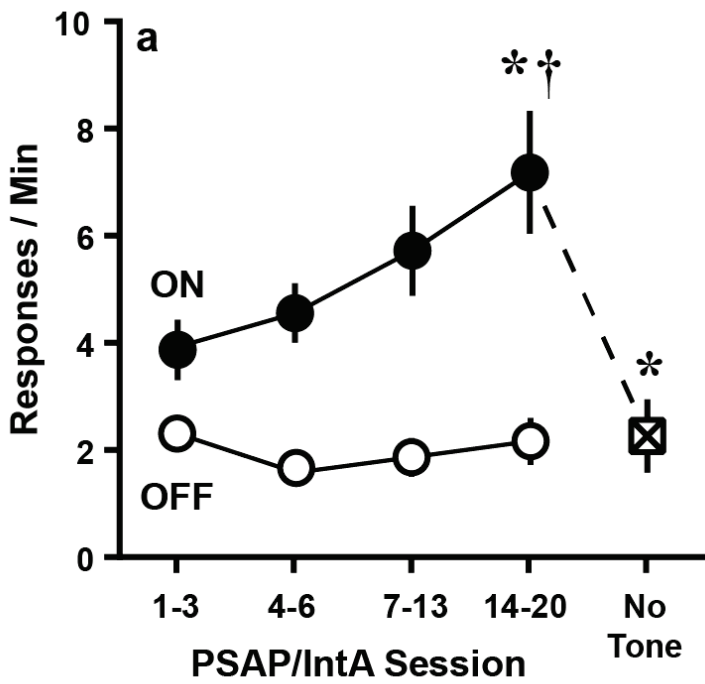 a
10
8
6
4
2
0
Responses / Min
ON
OFF
*†
*
1-3 4-6 7-13 14-20 No
Tone
PSAP/IntA Session